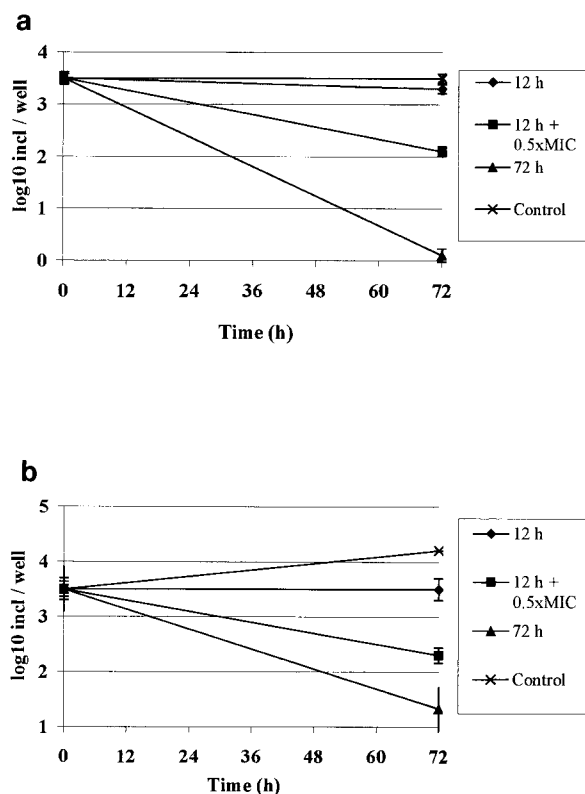 a
4
3
2
1
0
log10 incl / well
0 12 24 36 48 60 72
Time (h)
12 h
12 h +
0.5xMIC
72 h
Control
b
5
4
3
2
1
log10 incl / well
0 12 24 36 48 60 72
Time (h)
12 h
12 h +
0.5xMIC
72 h
Control